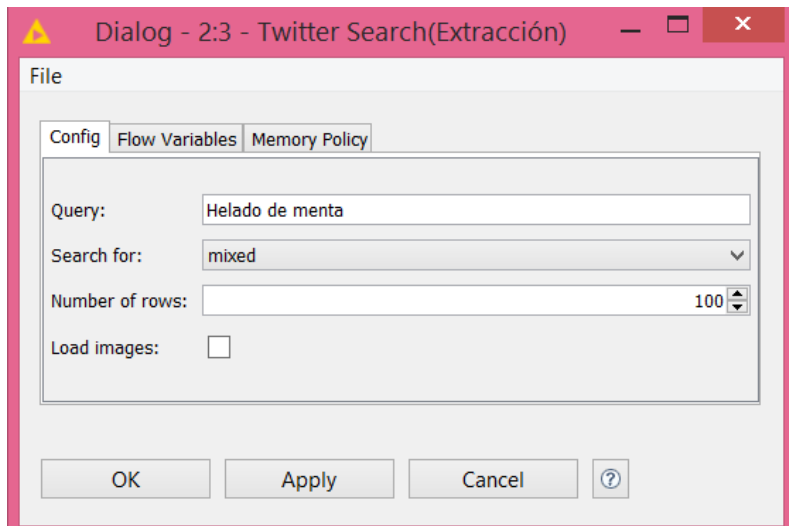 Dialog - 2:3 - Twitter Search(Extracción)
File
Config Flow Variables Memory Policy
Query: Helado de menta
Search for: mixed
Number of rows: 100
Load images:
OK Apply Cancel ?